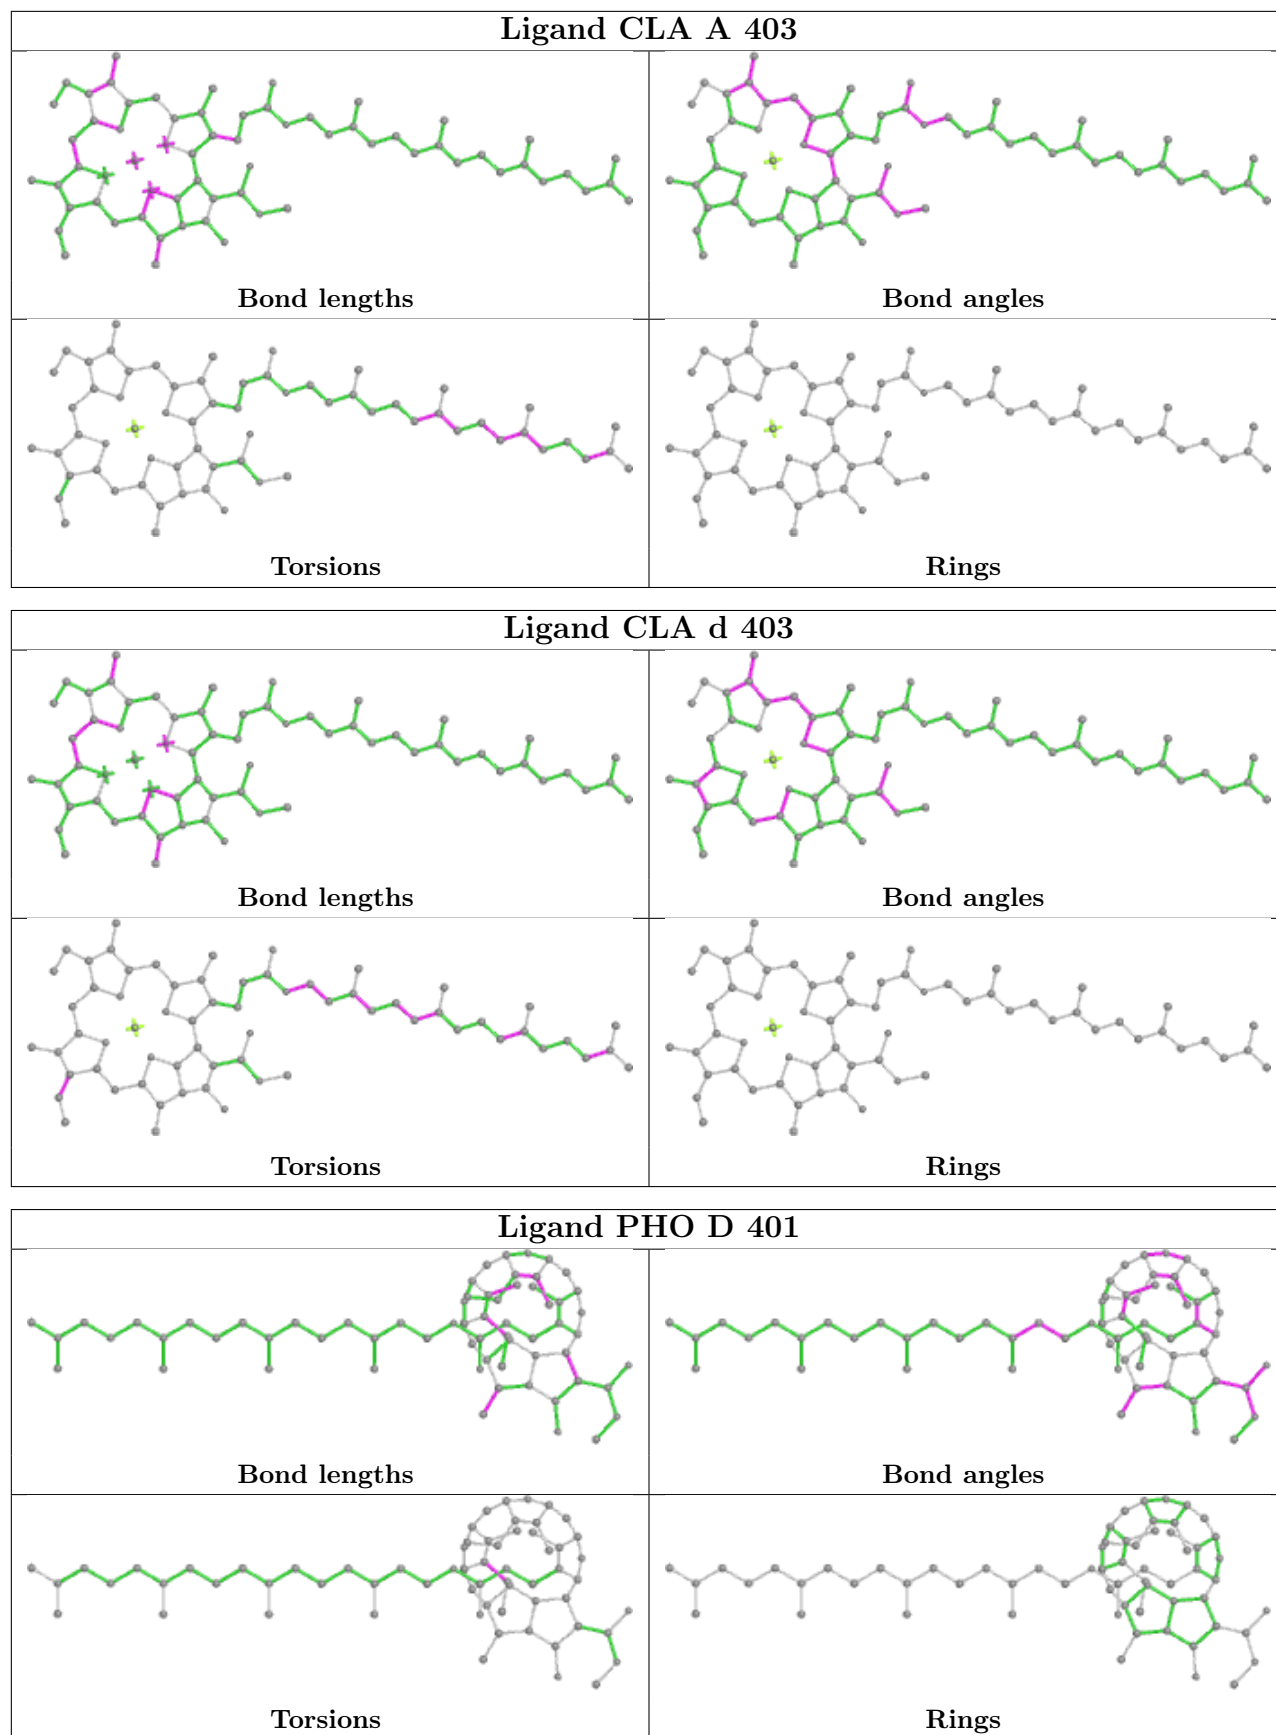 Ligand CLA A 403
Bond lengths
Bond angles
Torsions
Rings
Ligand CLA d 403
Bond lengths
Bond angles
Torsions
Rings
Ligand PHO D 401
Bond lengths
Bond angles
Torsions
Rings